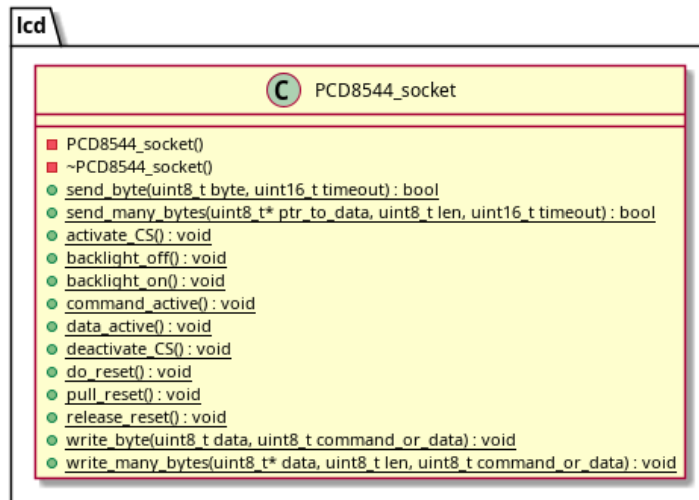 lcd
C PCD8544_socket
PCD8544_socket()
~PCD8544_socket()
send_byte(uint8_t byte, uint16_t timeout) : bool
send_many_bytes(uint8_t* ptr_to_data, uint8_t len, uint16_t timeout) : bool
activate_CS() : void
backlight_off() : void
backlight_on() : void
command_active() : void
data_active() : void
deactivate_CS() : void
do_reset() : void
pull_reset() : void
release_reset() : void
write_byte(uint8_t data, uint8_t command_or_data) : void
write_many_bytes(uint8_t* data, uint8_t len, uint8_t command_or_data) : void